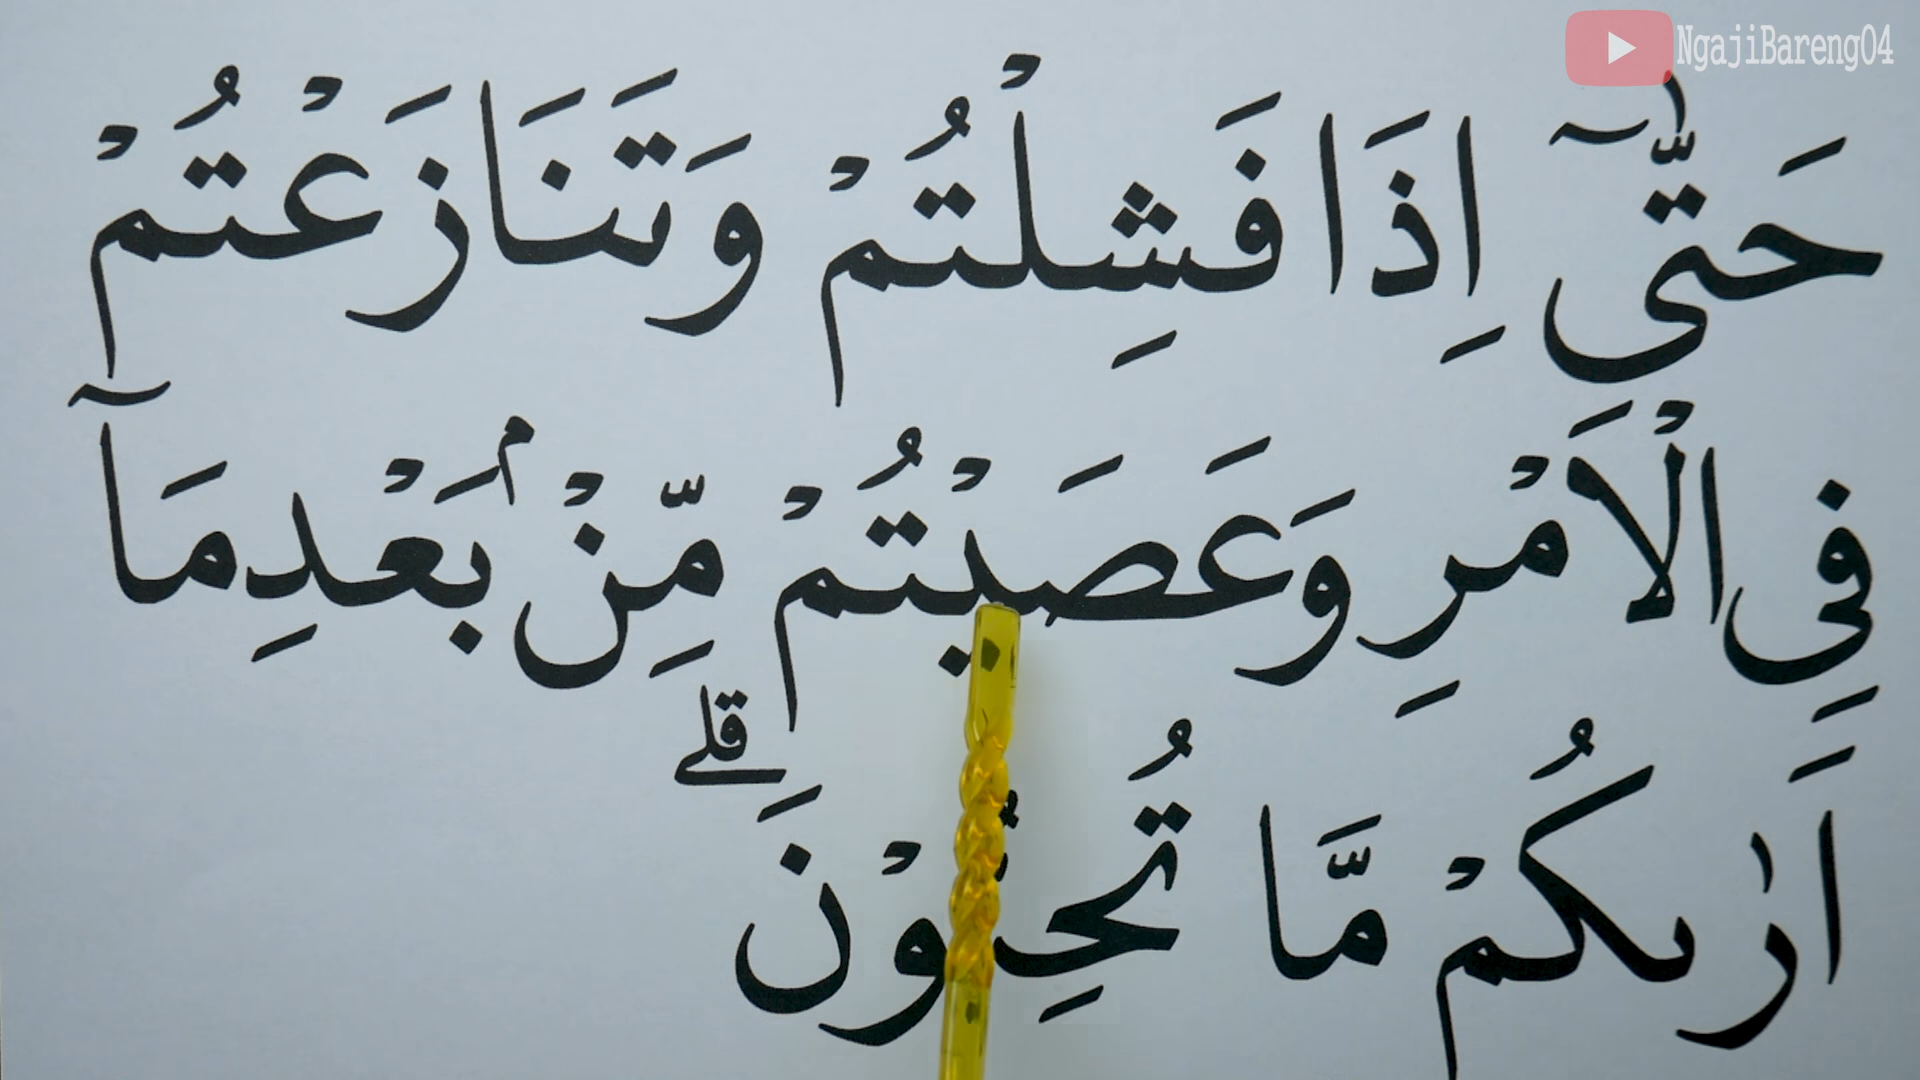 NgajiBareng04
حَتّٰىٓ اِذَا فَشِلْتُمْ وَتَنَازَعْتُمْ
فِى الْاَمْرِ وَعَصَيْتُمْ مِّنْۢ بَعْدِ مَآ
اَرٰىكُمْ مَّا تُحِبُّوْنَ ۗ